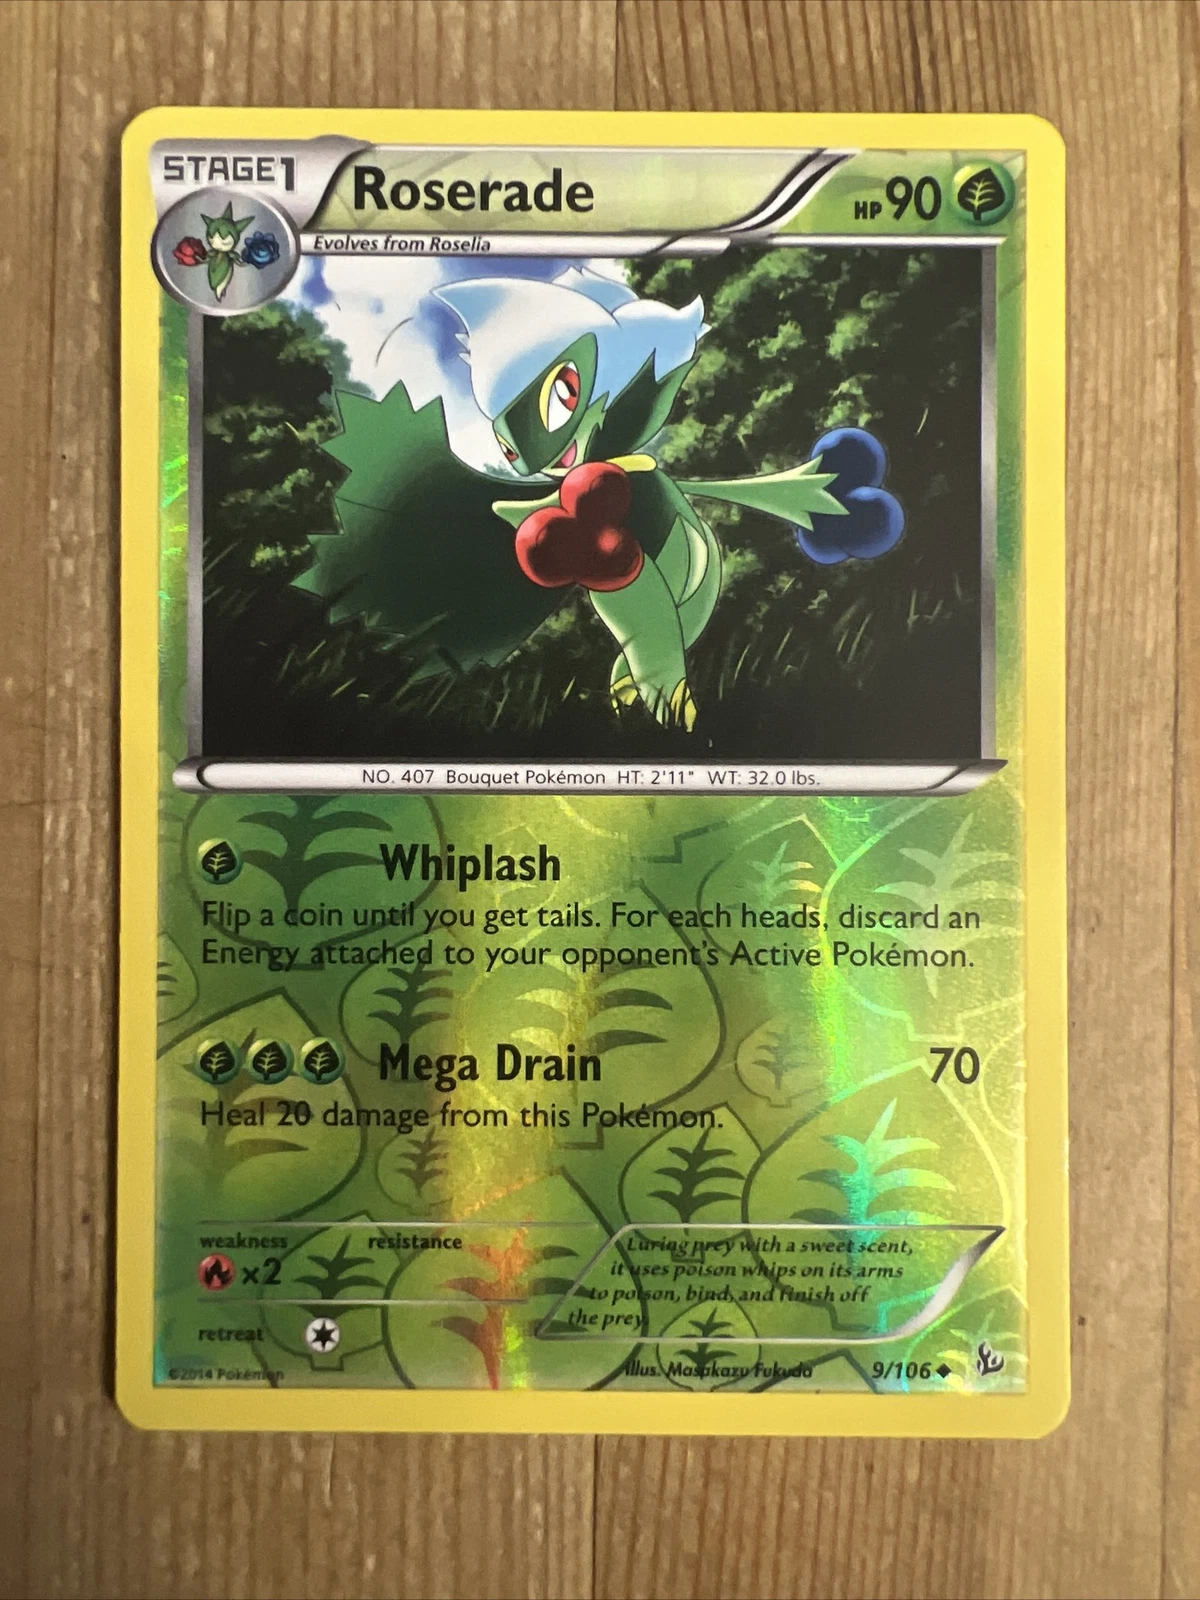 STAGE1
Roserade
HP 90
Evolves from Roselia
NO. 407 Bouquet Pokémon HT: 2'11" WT: 32.0 lbs.
Whiplash
Flip a coin until you get tails. For each heads, discard an
Energy attached to your opponent's Active Pokémon.
Mega Drain 70
Heal 20 damage from this Pokémon.
weakness resistance
x2
retreat
Luring prey with a sweet scent,
it uses poison whips on its arms
to poison, bind, and finish off
the prey.
©2014 Pokémon
Illus. Masakazu Fukuda
9/106